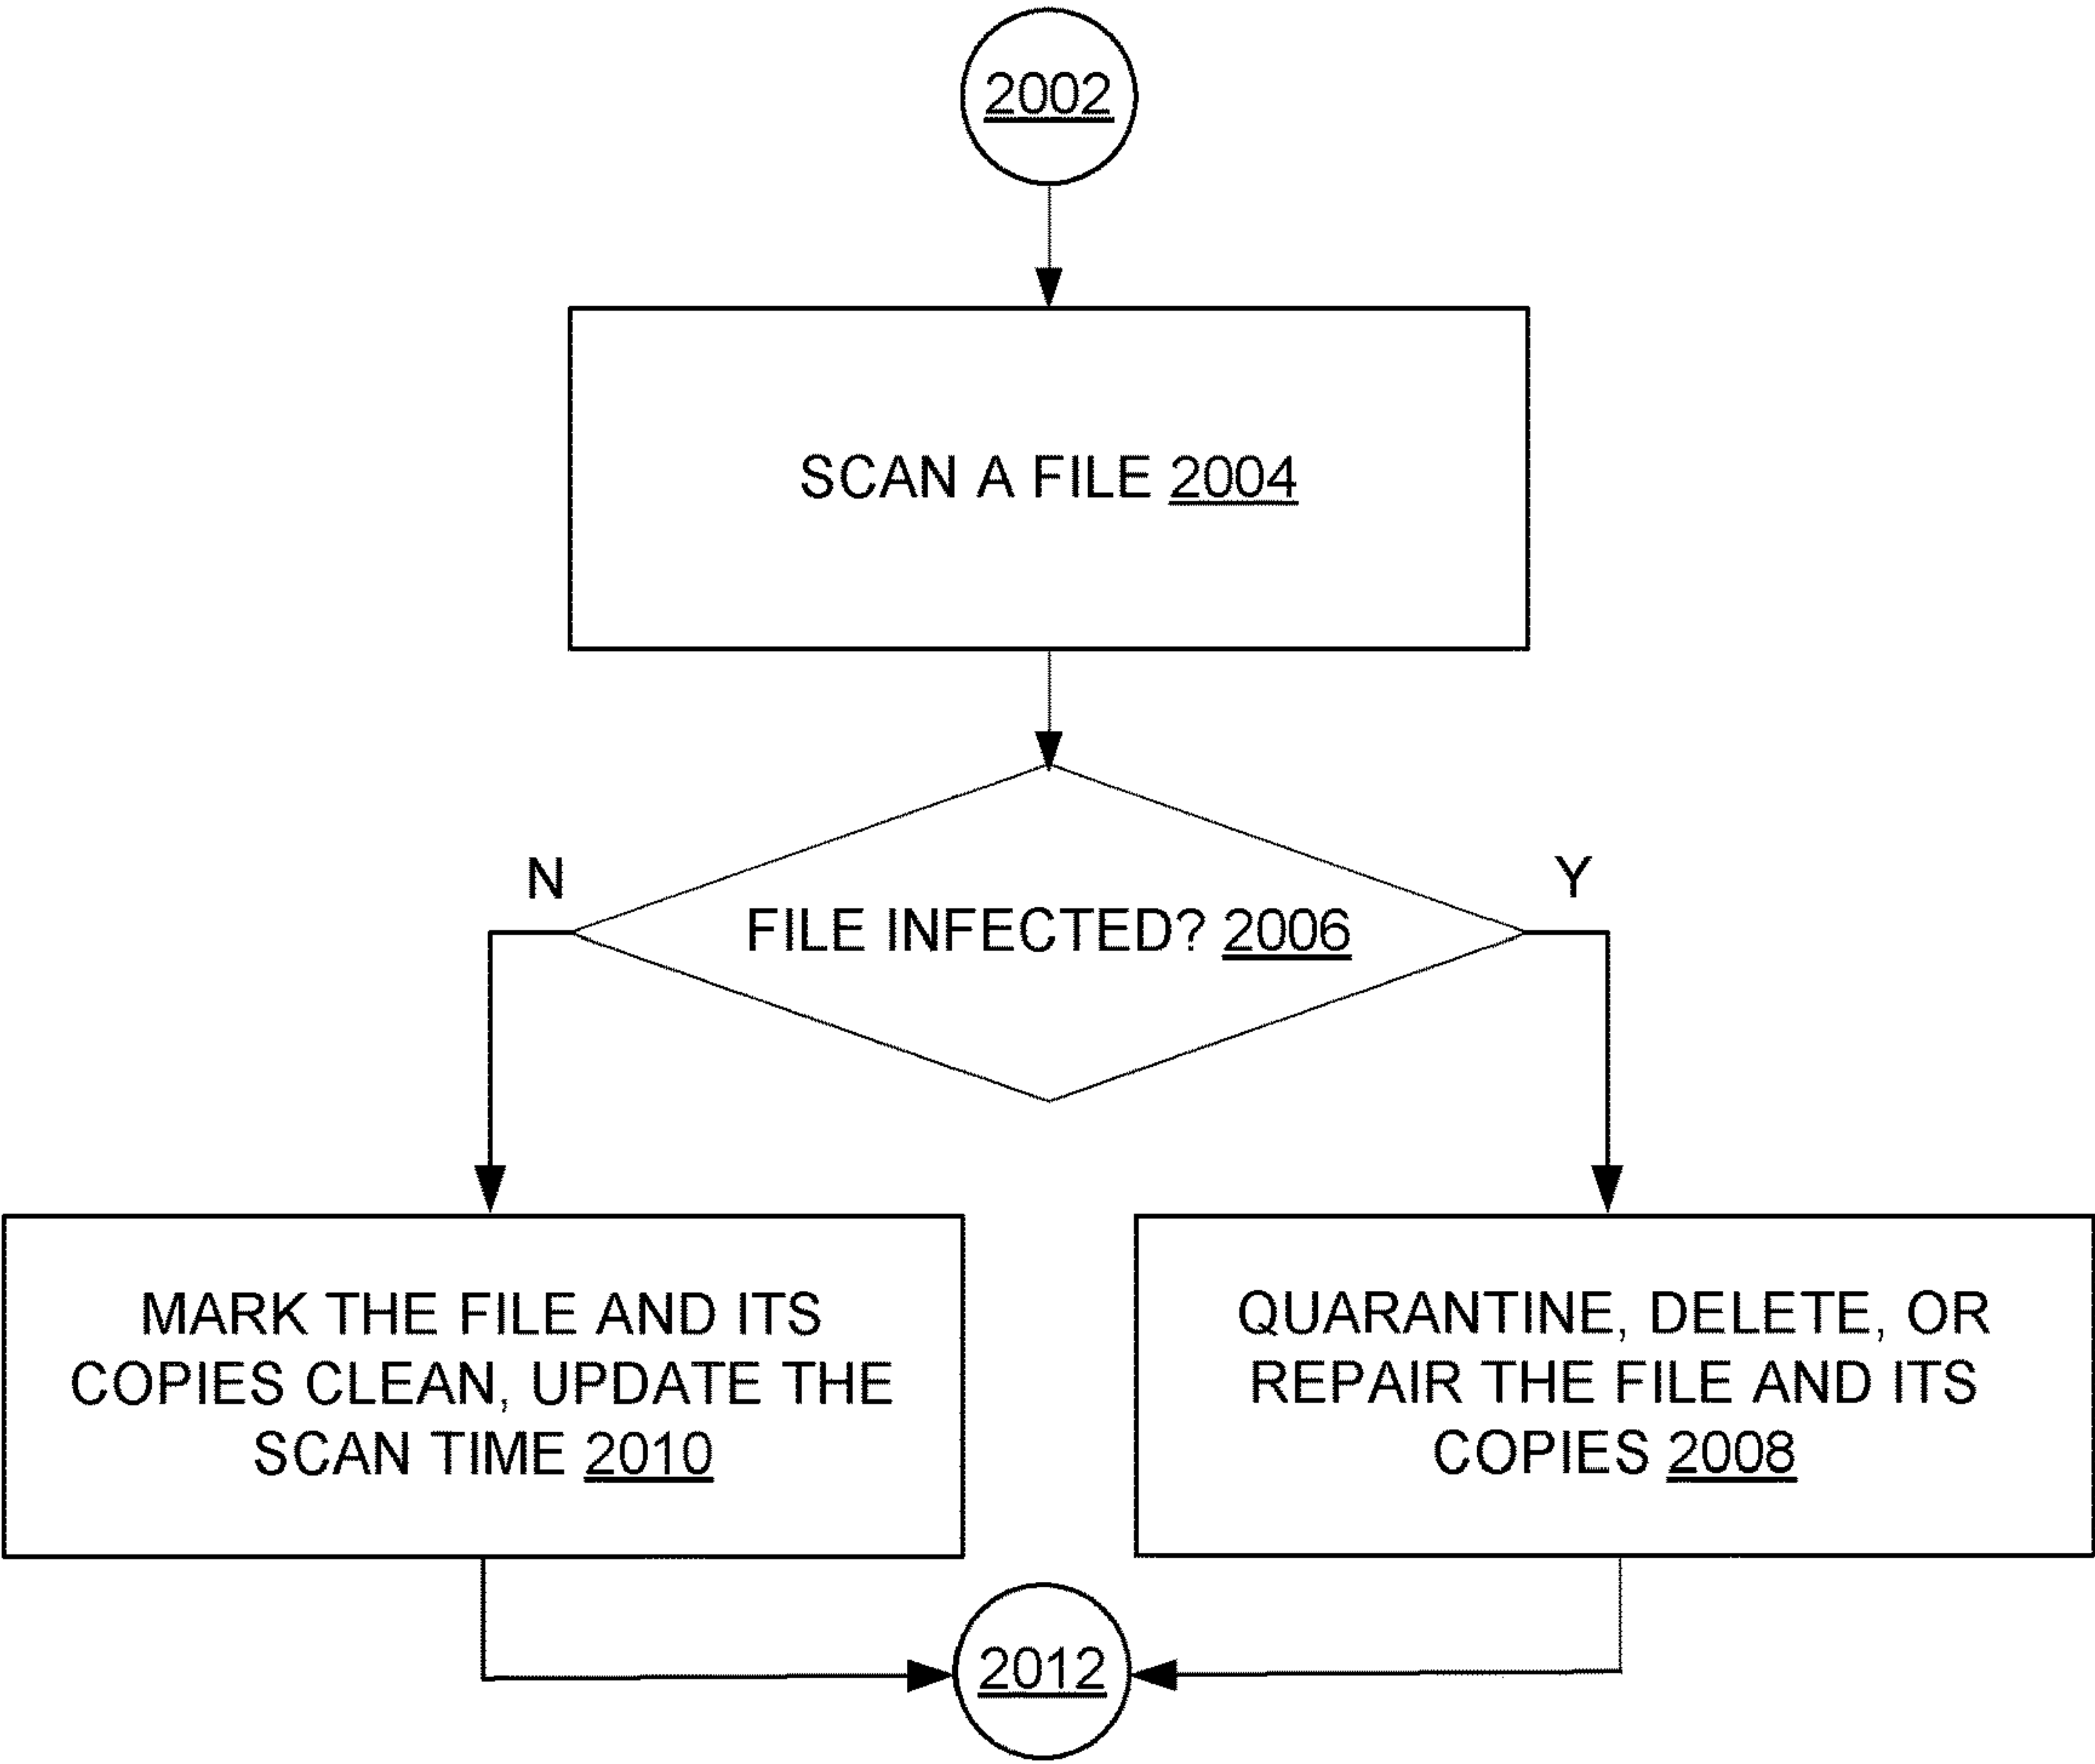 2002
SCAN A FILE 2004
N
Y
FILE INFECTED? 2006
MARK THE FILE AND ITS
COPIES CLEAN, UPDATE THE
SCAN TIME 2010
QUARANTINE, DELETE, OR
REPAIR THE FILE AND ITS
COPIES 2008
2012